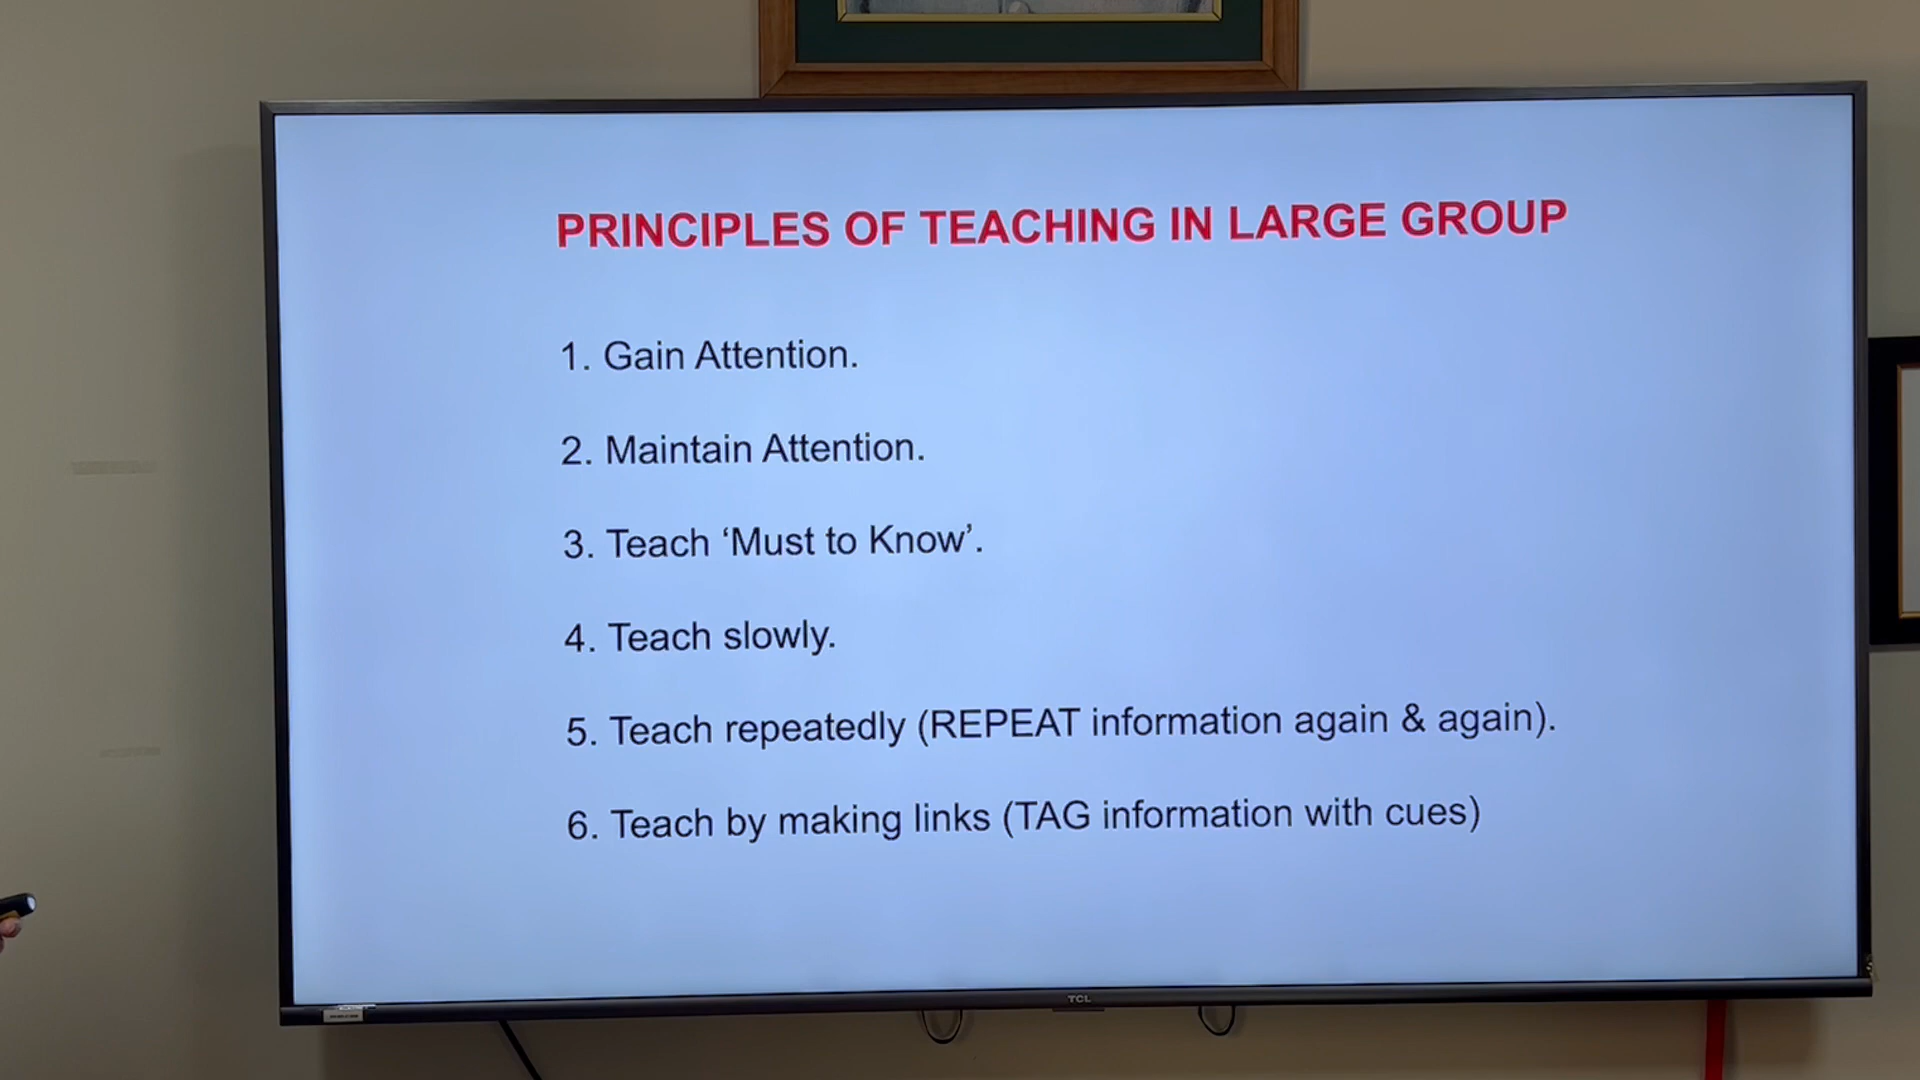 PRINCIPLES OF TEACHING IN LARGE GROUP
1. Gain Attention.
2. Maintain Attention.
3. Teach ‘Must to Know’.
4. Teach slowly.
5. Teach repeatedly (REPEAT information again & again).
6. Teach by making links (TAG information with cues)
TCL